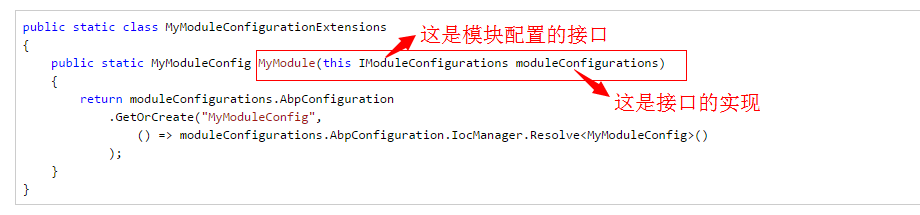 public static class MyModuleConfigurationExtensions
这是模块配置的接口
{
public static MyModuleConfig MyModule(this IModuleConfigurations moduleConfigurations)
{
这是接口的实现
return moduleConfigurations.AbpConfiguration
.GetOrCreate("MyModuleConfig",
() => moduleConfigurations.AbpConfiguration.IocManager.Resolve<MyModuleConfig>()
);
}
}